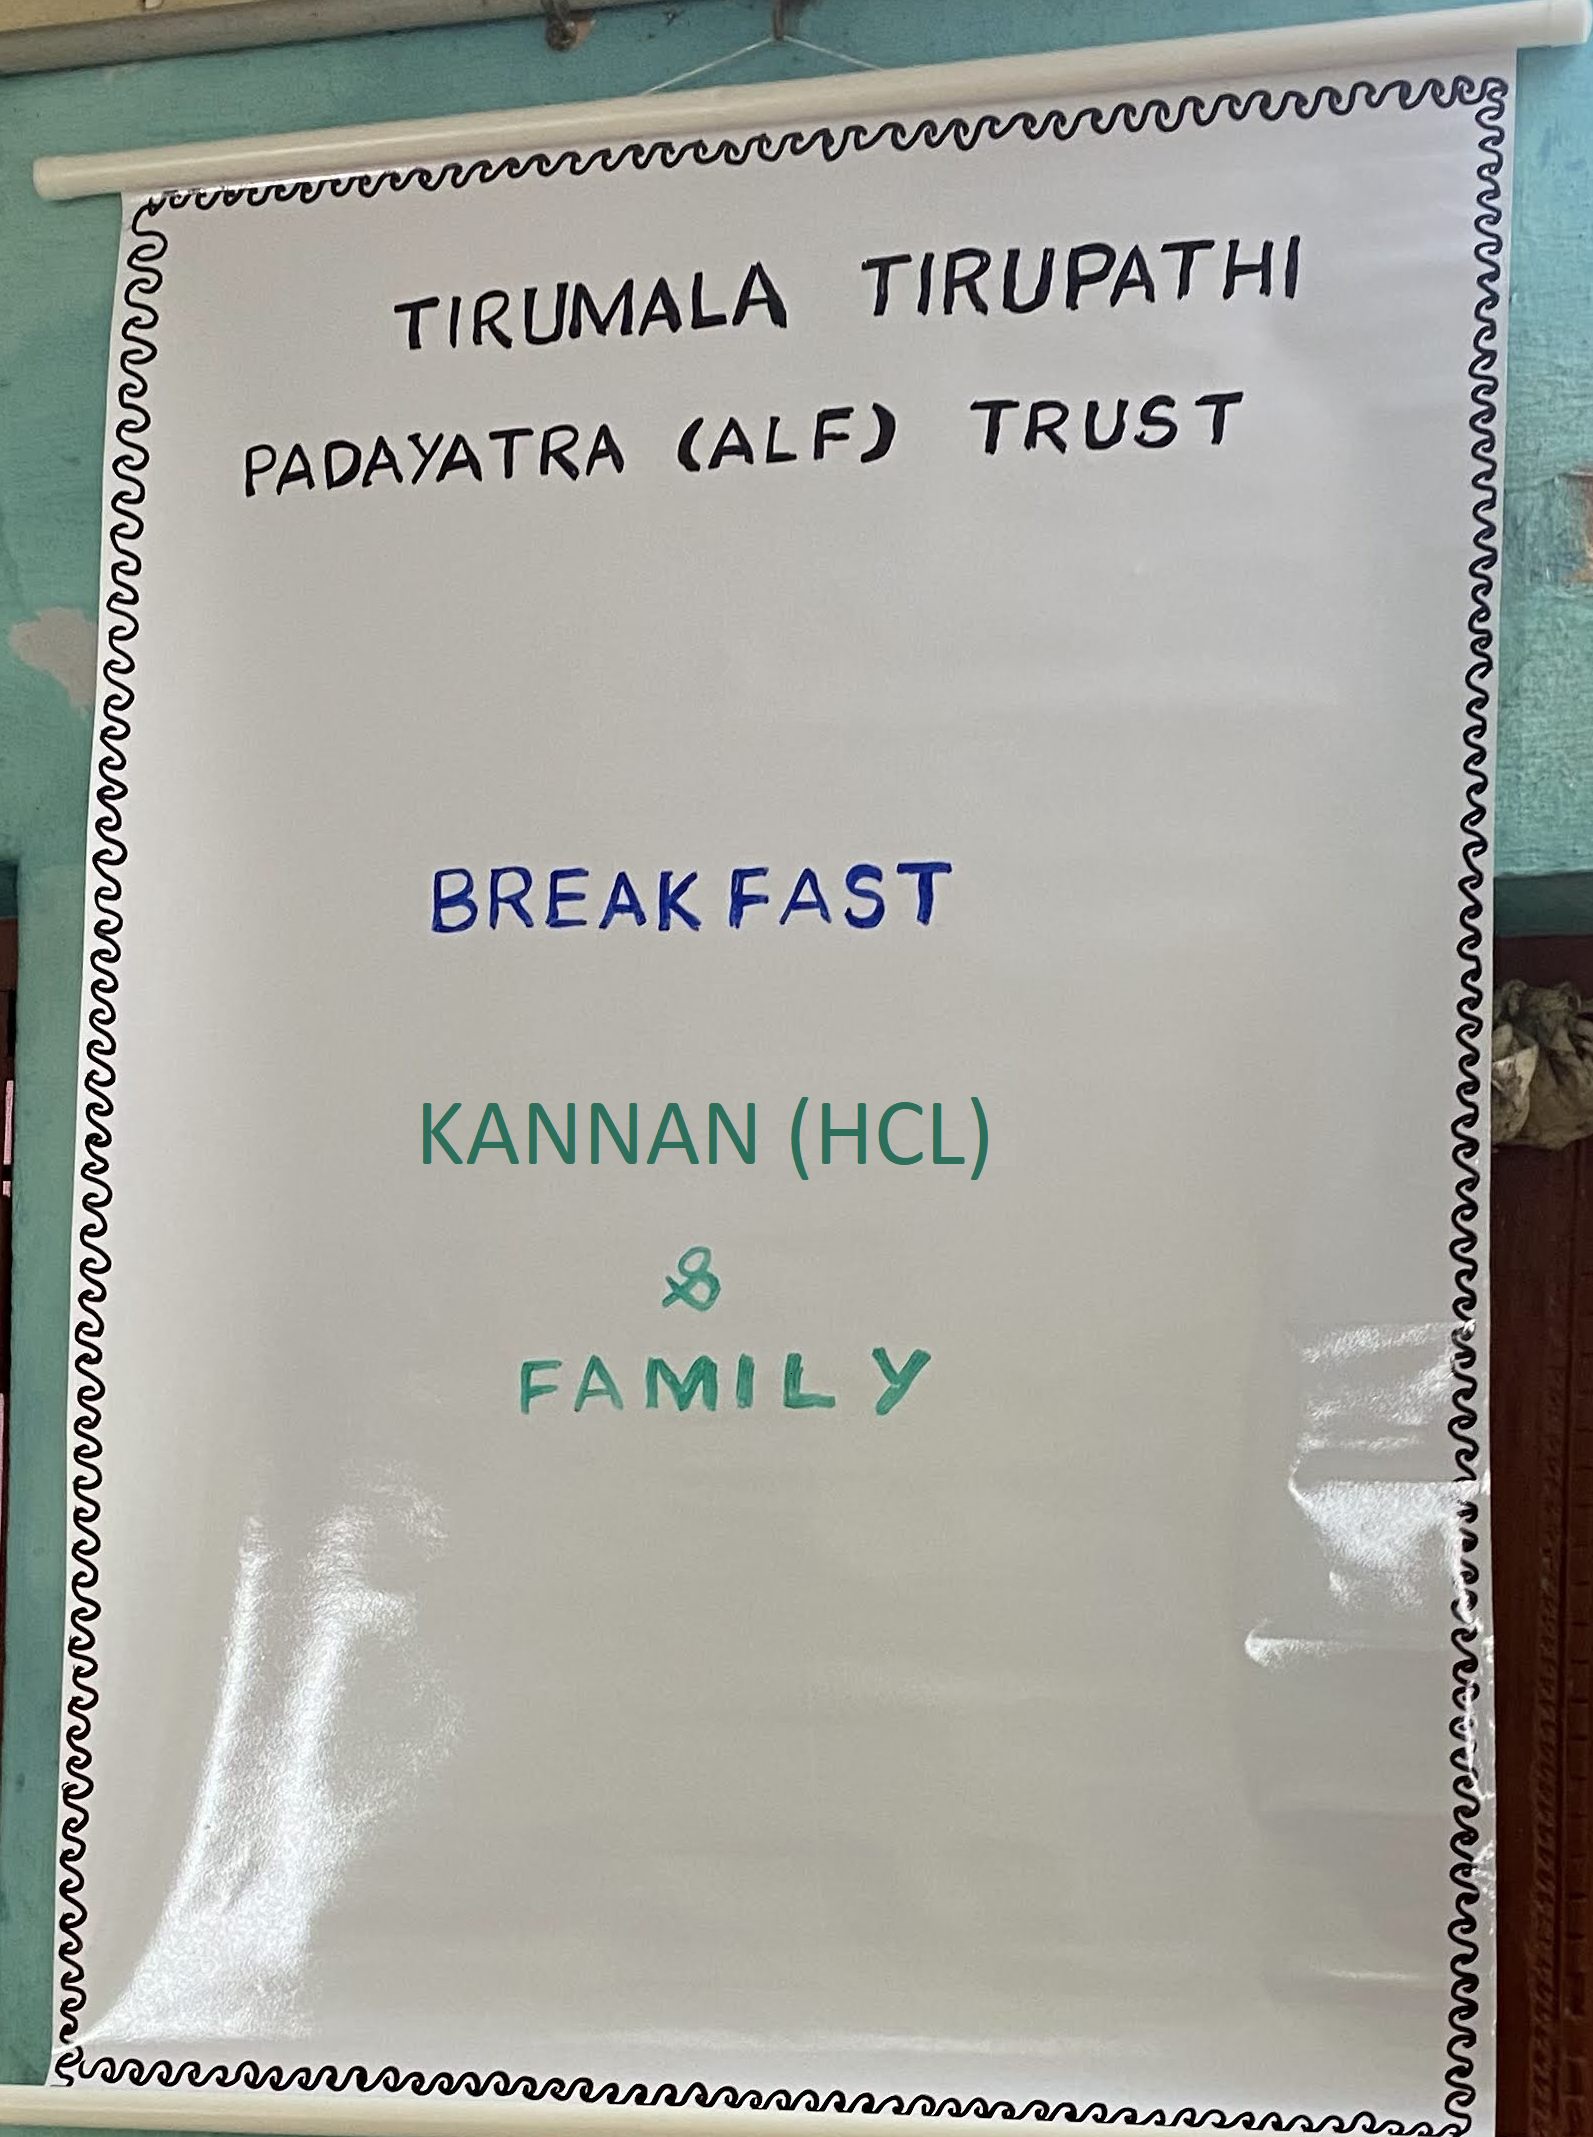 TIRUMALA TIRUPATHI
PADAYATRA (ALF) TRUST
BREAKFAST
KANNAN (HCL)
&
FAMILY